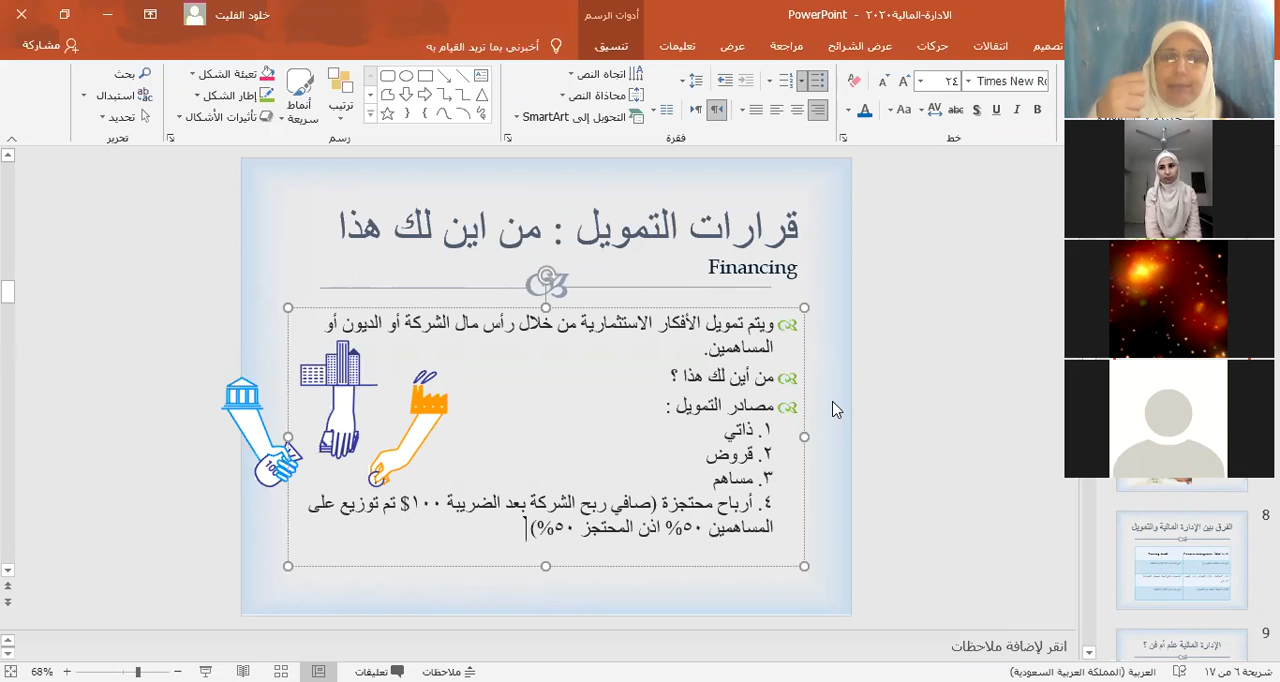 خلود الفليت
أدوات الرسم
الادارة-المالية٢٠٢٠ - PowerPoint
تصميم
انتقالات
حركات
عرض الشرائح
مراجعة
عرض
تعليمات
تنسيق
أخبرني بما تريد القيام به
مشاركة
Times New Ro
٢٤
B I U S abc AV Aa A
خط
اتجاه النص
محاذاة النص
التحويل إلى SmartArt
فقرة
ترتيب
أنماط سريعة
تعبئة الشكل
إطار الشكل
تأثيرات الأشكال
رسم
بحث
استبدال
تحديد
تحرير
قرارات التمويل : من اين لك هذا
Financing
ويتم تمويل الأفكار الاستثمارية من خلال رأس مال الشركة أو الديون أو
المساهمين.
من أين لك هذا ؟
مصادر التمويل :
١. ذاتي
٢. قروض
٣. مساهم
٤. أرباح محتجزة (صافي ربح الشركة بعد الضريبة ١٠٠$ تم توزيع على
المساهمين ٥٠% اذن المحتجز ٥٠%)
100
8
الفرق بين الإدارة المالية والتمويل
9
الإدارة المالية علم أم فن ؟
انقر لإضافة ملاحظات
شريحة ٦ من ١٧
العربية (المملكة العربية السعودية)
ملاحظات
تعليقات
68%